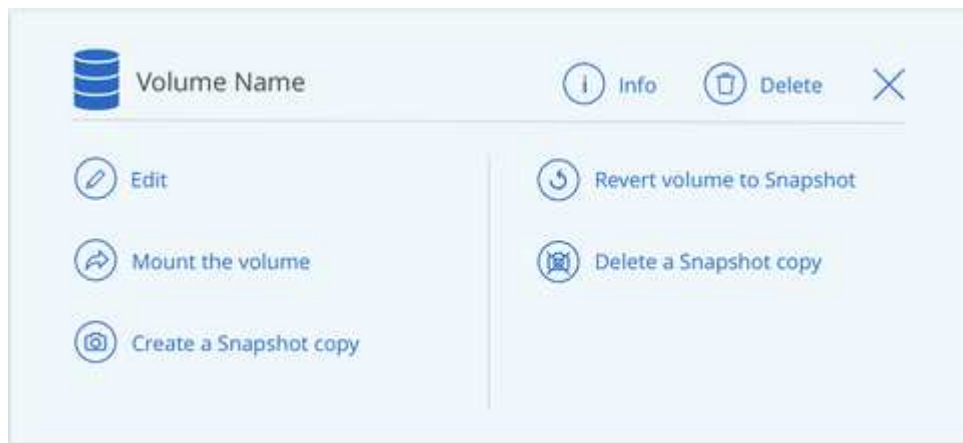 Volume Name
Info
Delete
Edit
Mount the volume
Create a Snapshot copy
Revert volume to Snapshot
Delete a Snapshot copy